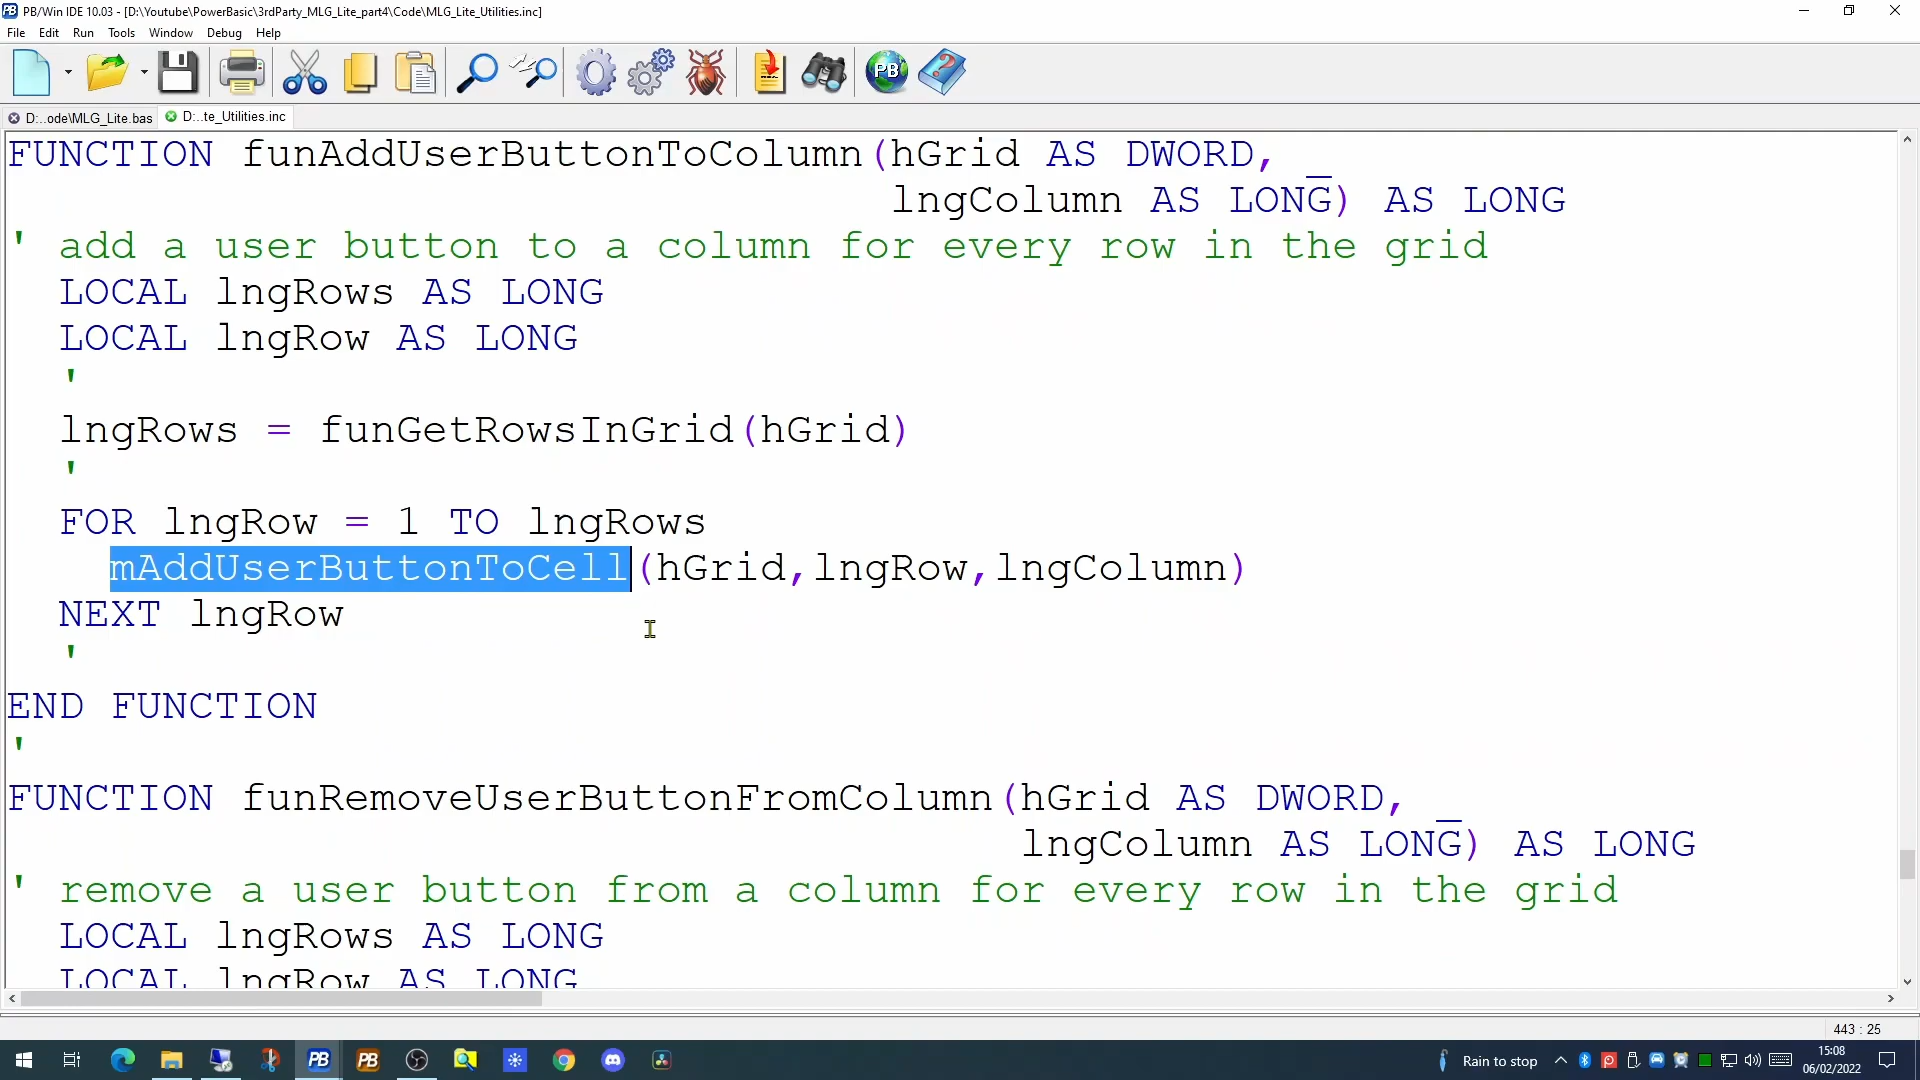 PB/Win IDE 10.03 - [D:\Youtube\PowerBasic\3rdParty_MLG_Lite_part4\Code\MLG_Lite_Utilities.inc]
File Edit Run Tools Window Debug Help
D:..ode\MLG_Lite.bas D:..te_Utilities.inc
FUNCTION funAddUserButtonToColumn(hGrid AS DWORD, _
lngColumn AS LONG) AS LONG
' add a user button to a column for every row in the grid
LOCAL lngRows AS LONG
LOCAL lngRow AS LONG
'
lngRows = funGetRowsInGrid(hGrid)
'
FOR lngRow = 1 TO lngRows
mAddUserButtonToCell(hGrid,lngRow,lngColumn)
NEXT lngRow
'
END FUNCTION
'
FUNCTION funRemoveUserButtonFromColumn(hGrid AS DWORD, _
lngColumn AS LONG) AS LONG
' remove a user button from a column for every row in the grid
LOCAL lngRows AS LONG
LOCAL lngRow AS LONG
443 : 25
Rain to stop
15:08
06/02/2022